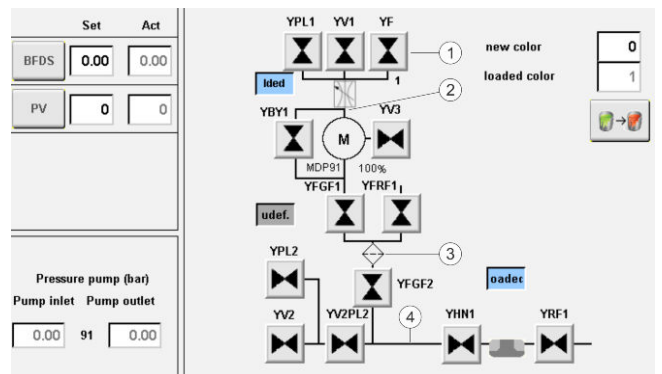 Set Act
BFDS 0.00 0.00
PV 0 0
Pressure pump (bar)
Pump inlet Pump outlet
0.00 91 0.00
YPL1 YV1 YF
1
new color 0
lded
1
loaded color 1
2
YBY1 YV3
M
MDP91 100%
YFGF1 YFRF1
udef.
YPL2
3
YFGF2
oadec
YV2 YV2PL2 4 YHN1 YRF1